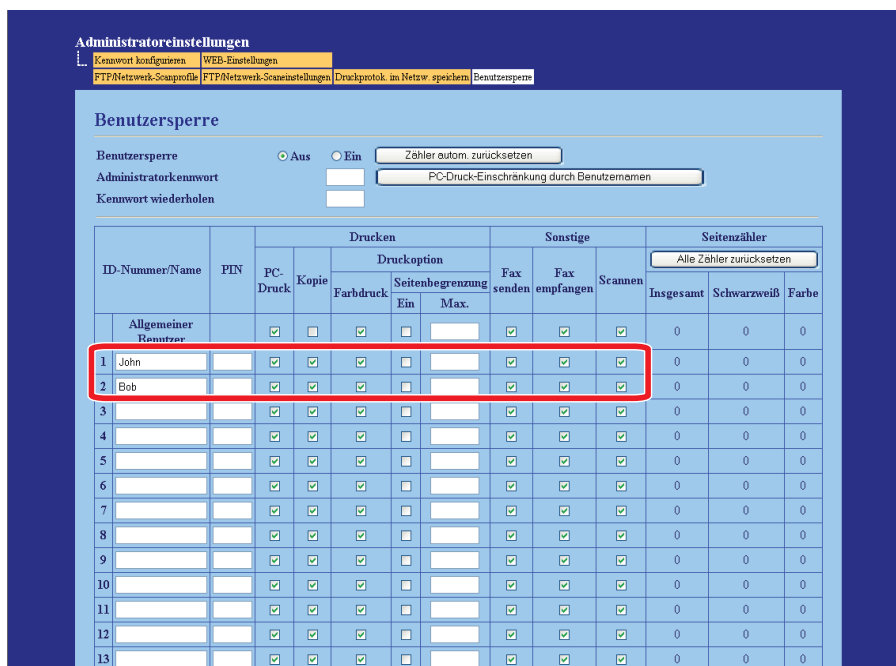 Administratoreinstellungen
Kennwort konfigurieren WEB-Einstellungen
FTP/Netzwerk-Scanprofile FTP/Netzwerk-Scaneinstellungen Druckprotok. im Netzw. speichern Benutzersperre
Benutzersperre
Benutzersperre Aus Ein Zähler autom. zurücksetzen
Administratorkennwort PC-Druck-Einschränkung durch Benutzernamen
Kennwort wiederholen
ID-Nummer/Name PIN Drucken Sonstige Seitenzähler
PC-Druck Kopie Druckoption Fax senden Fax empfangen Scannen Alle Zähler zurücksetzen
Farbdruck Seitenbegrenzung Insgesamt Schwarzweiß Farbe
Ein Max.
Allgemeiner Benutzer 0 0 0
1 John 0 0 0
2 Bob 0 0 0
3 0 0 0
4 0 0 0
5 0 0 0
6 0 0 0
7 0 0 0
8 0 0 0
9 0 0 0
10 0 0 0
11 0 0 0
12 0 0 0
13 0 0 0